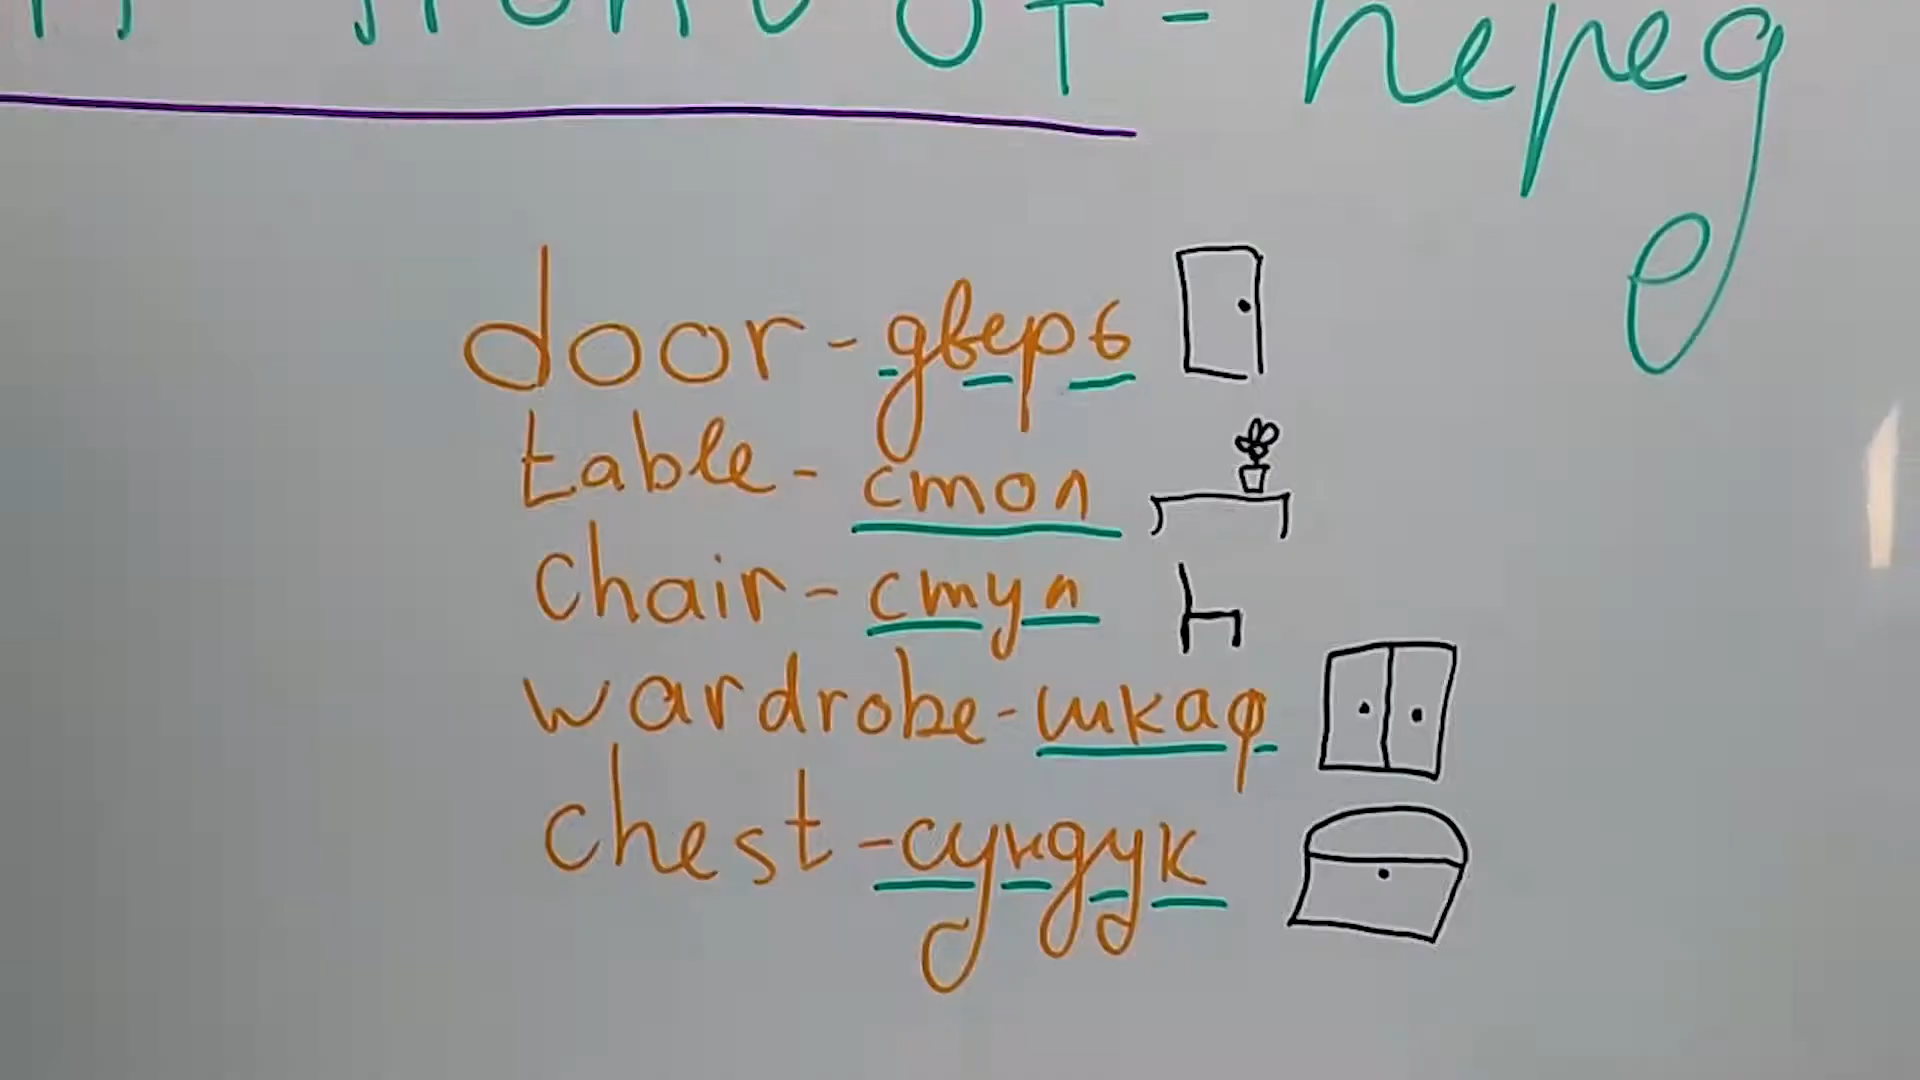 - перед
door - дверь
table - стол
chair - стул
wardrobe - шкаф
chest - сундук